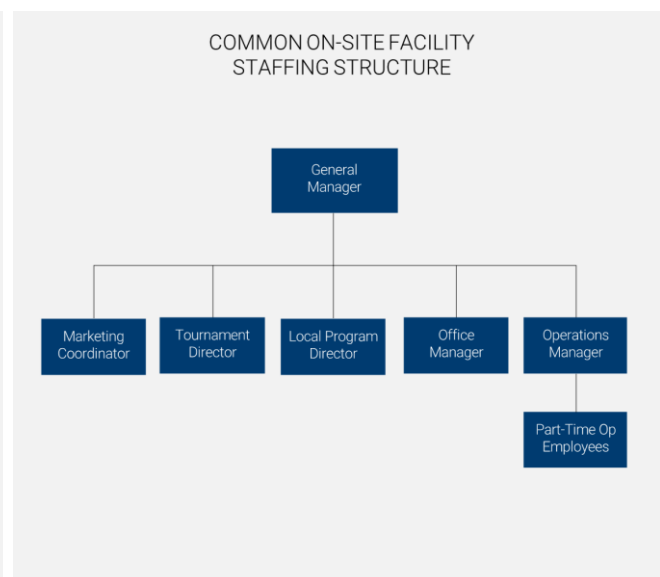 COMMON ON-SITE FACILITY
STAFFING STRUCTURE
General
Manager
Marketing
Coordinator
Tournament
Director
Local Program
Director
Office
Manager
Operations
Manager
Part-Time Op
Employees